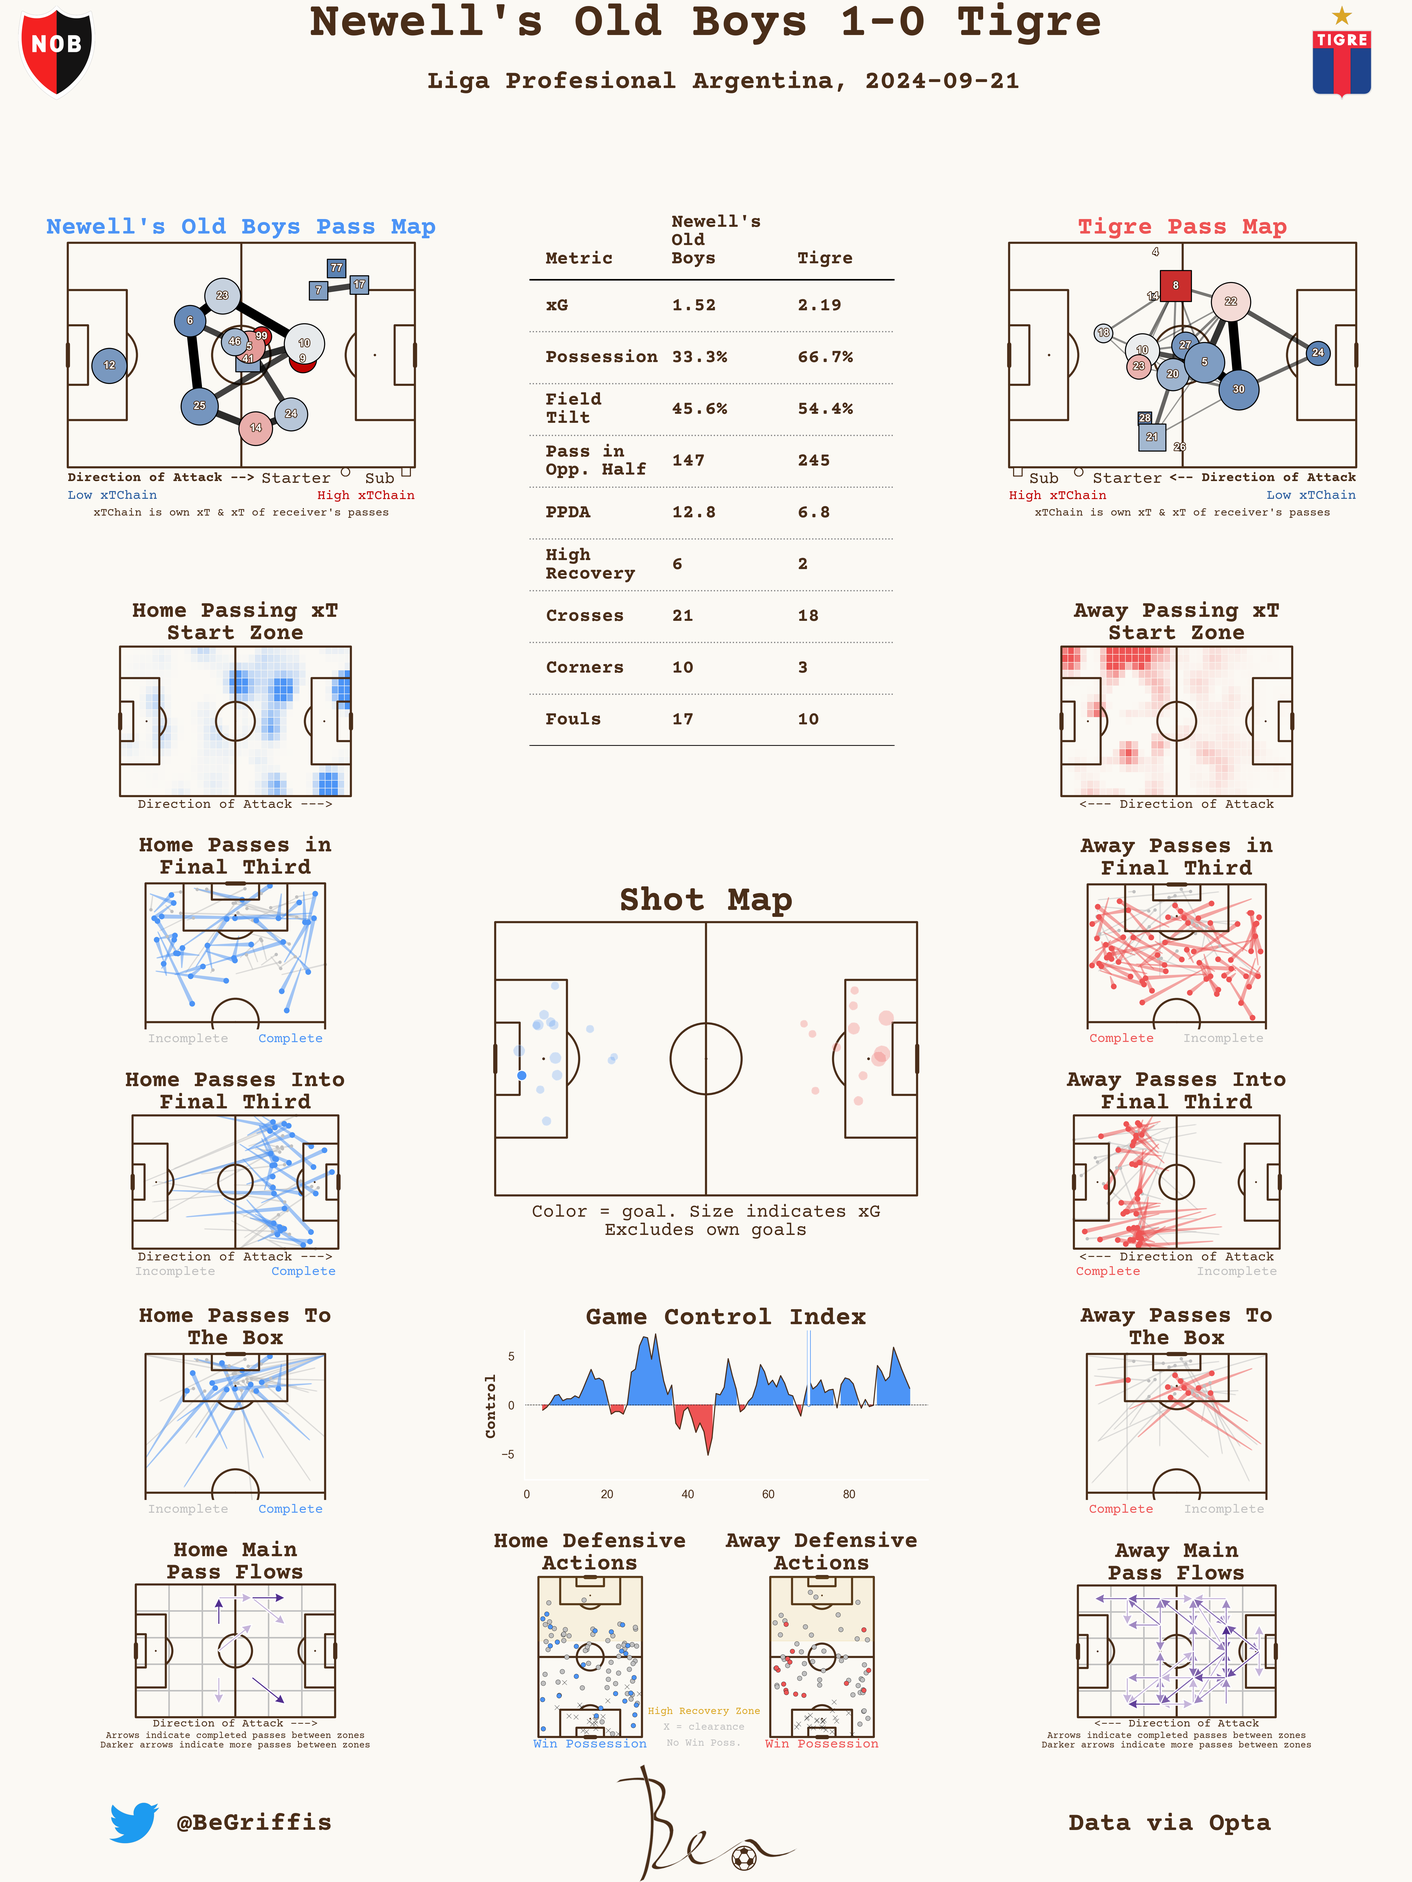 Newell's Old Boys 1-0 Tigre
Liga Profesional Argentina, 2024-09-21
NOB
TIGRE
Newell's Old Boys Pass Map
12
6
23
25
14
24
46
5
41
99
10
9
77
7
17
Direction of Attack --> Starter Sub
Low xTChain High xTChain
xTChain is own xT & xT of receiver's passes
Metric Newell's Old Boys Tigre
xG 1.52 2.19
Possession 33.3% 66.7%
Field Tilt 45.6% 54.4%
Pass in Opp. Half 147 245
PPDA 12.8 6.8
High Recovery 6 2
Crosses 21 18
Corners 10 3
Fouls 17 10
Tigre Pass Map
4
8
14
22
18
10
23
27
20
5
30
24
28
21
26
Sub Starter <-- Direction of Attack
High xTChain Low xTChain
xTChain is own xT & xT of receiver's passes
Home Passing xT
Start Zone
Direction of Attack --->
Away Passing xT
Start Zone
<--- Direction of Attack
Home Passes in
Final Third
Incomplete Complete
Away Passes in
Final Third
Complete Incomplete
Shot Map
Color = goal. Size indicates xG
Excludes own goals
Home Passes Into
Final Third
Direction of Attack --->
Incomplete Complete
Away Passes Into
Final Third
<--- Direction of Attack
Complete Incomplete
Home Passes To
The Box
Incomplete Complete
Game Control Index
Control
5
0
−5
0 20 40 60 80
Away Passes To
The Box
Complete Incomplete
Home Main
Pass Flows
Direction of Attack --->
Arrows indicate completed passes between zones
Darker arrows indicate more passes between zones
Home Defensive
Actions
Win Possession
High Recovery Zone
X = clearance
No Win Poss.
Away Defensive
Actions
Win Possession
Away Main
Pass Flows
<--- Direction of Attack
Arrows indicate completed passes between zones
Darker arrows indicate more passes between zones
@BeGriffis
Ben
Data via Opta